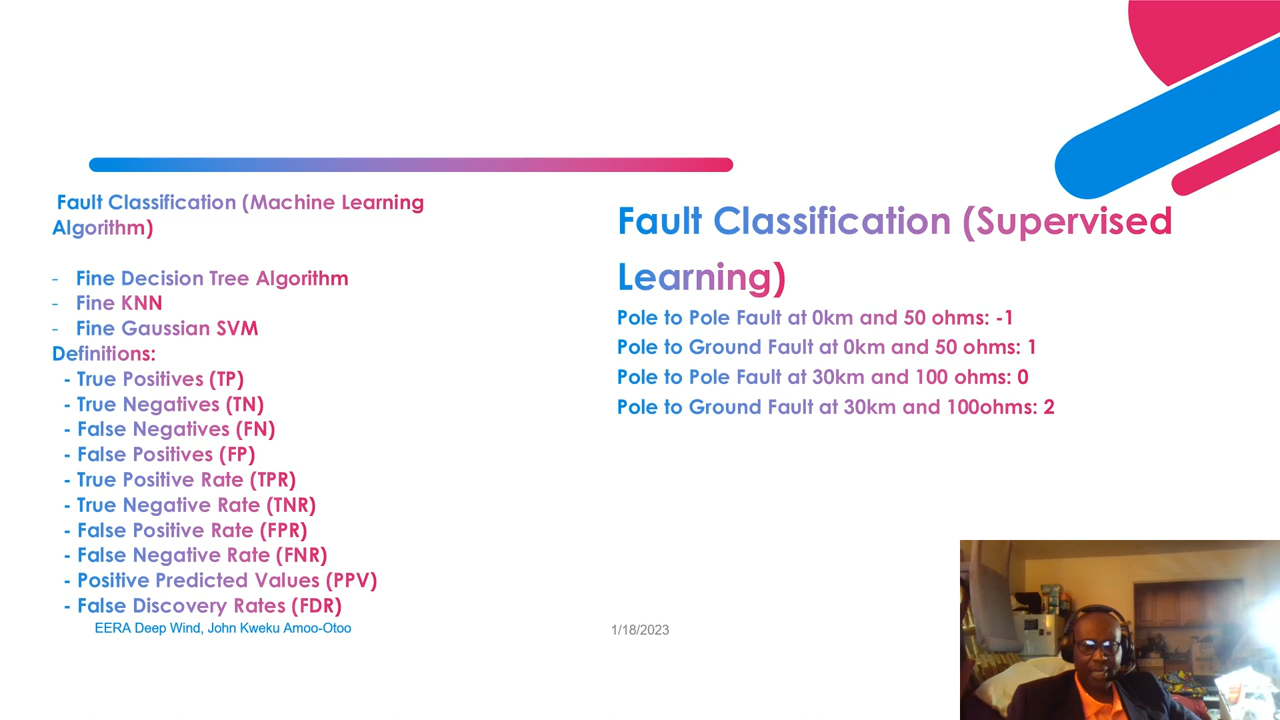 Fault Classification (Machine Learning
Algorithm)
- Fine Decision Tree Algorithm
- Fine KNN
- Fine Gaussian SVM
Definitions:
- True Positives (TP)
- True Negatives (TN)
- False Negatives (FN)
- False Positives (FP)
- True Positive Rate (TPR)
- True Negative Rate (TNR)
- False Positive Rate (FPR)
- False Negative Rate (FNR)
- Positive Predicted Values (PPV)
- False Discovery Rates (FDR)
Fault Classification (Supervised
Learning)
Pole to Pole Fault at 0km and 50 ohms: -1
Pole to Ground Fault at 0km and 50 ohms: 1
Pole to Pole Fault at 30km and 100 ohms: 0
Pole to Ground Fault at 30km and 100ohms: 2
EERA Deep Wind, John Kweku Amoo-Otoo
1/18/2023